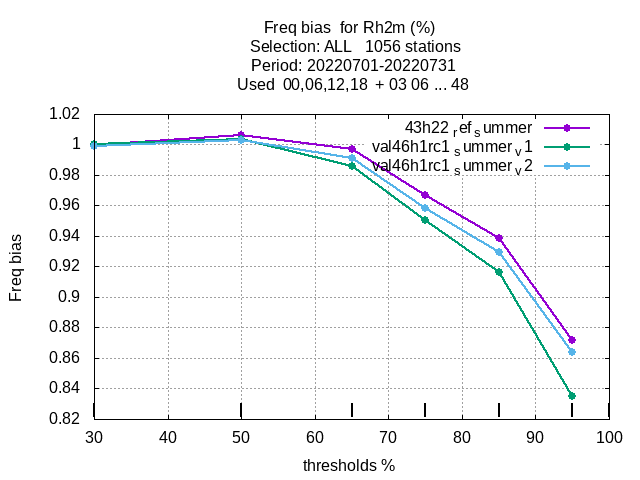 Freq bias  for Rh2m (%)
Selection: ALL   1056 stations
Period: 20220701-20220731
Used  00,06,12,18  + 03 06 ... 48
1.02
1
0.98
0.96
0.94
0.92
0.9
0.88
0.86
0.84
0.82
Freq bias
43h22 ref summer
val46h1rc1 summer v1
val46h1rc1 summer v2
30 40 50 60 70 80 90 100
thresholds %